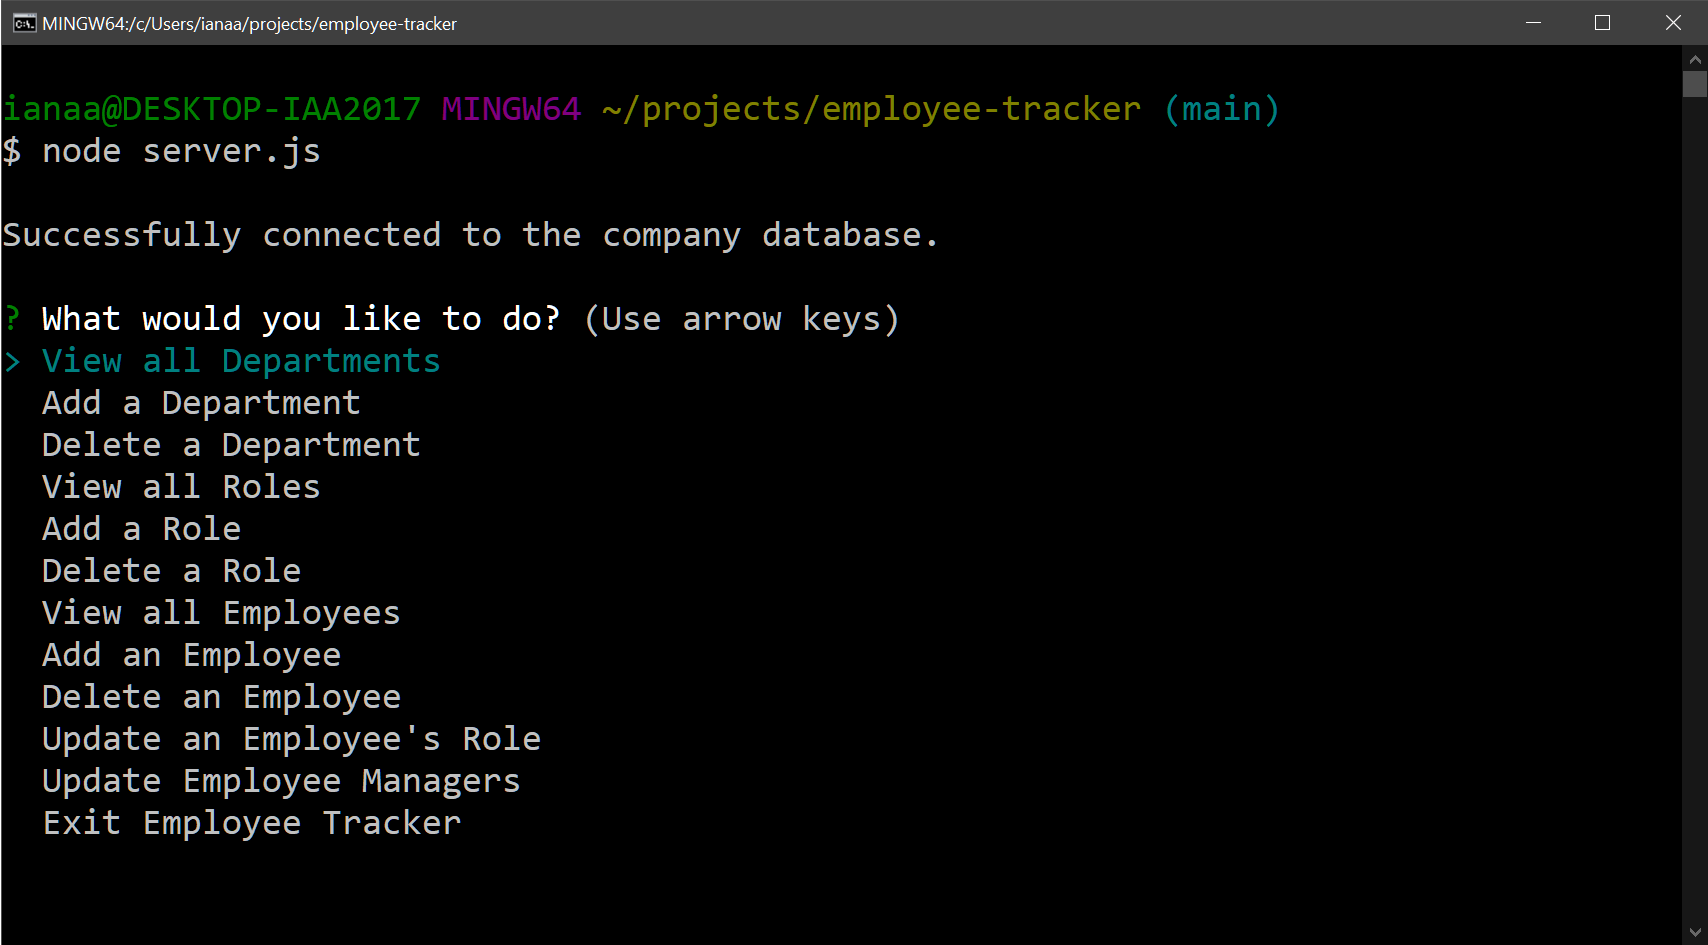 MINGW64:/c/Users/ianaa/projects/employee-tracker
ianaa@DESKTOP-IAA2017 MINGW64 ~/projects/employee-tracker (main)
$ node server.js
Successfully connected to the company database.
? What would you like to do? (Use arrow keys)
> View all Departments
Add a Department
Delete a Department
View all Roles
Add a Role
Delete a Role
View all Employees
Add an Employee
Delete an Employee
Update an Employee's Role
Update Employee Managers
Exit Employee Tracker